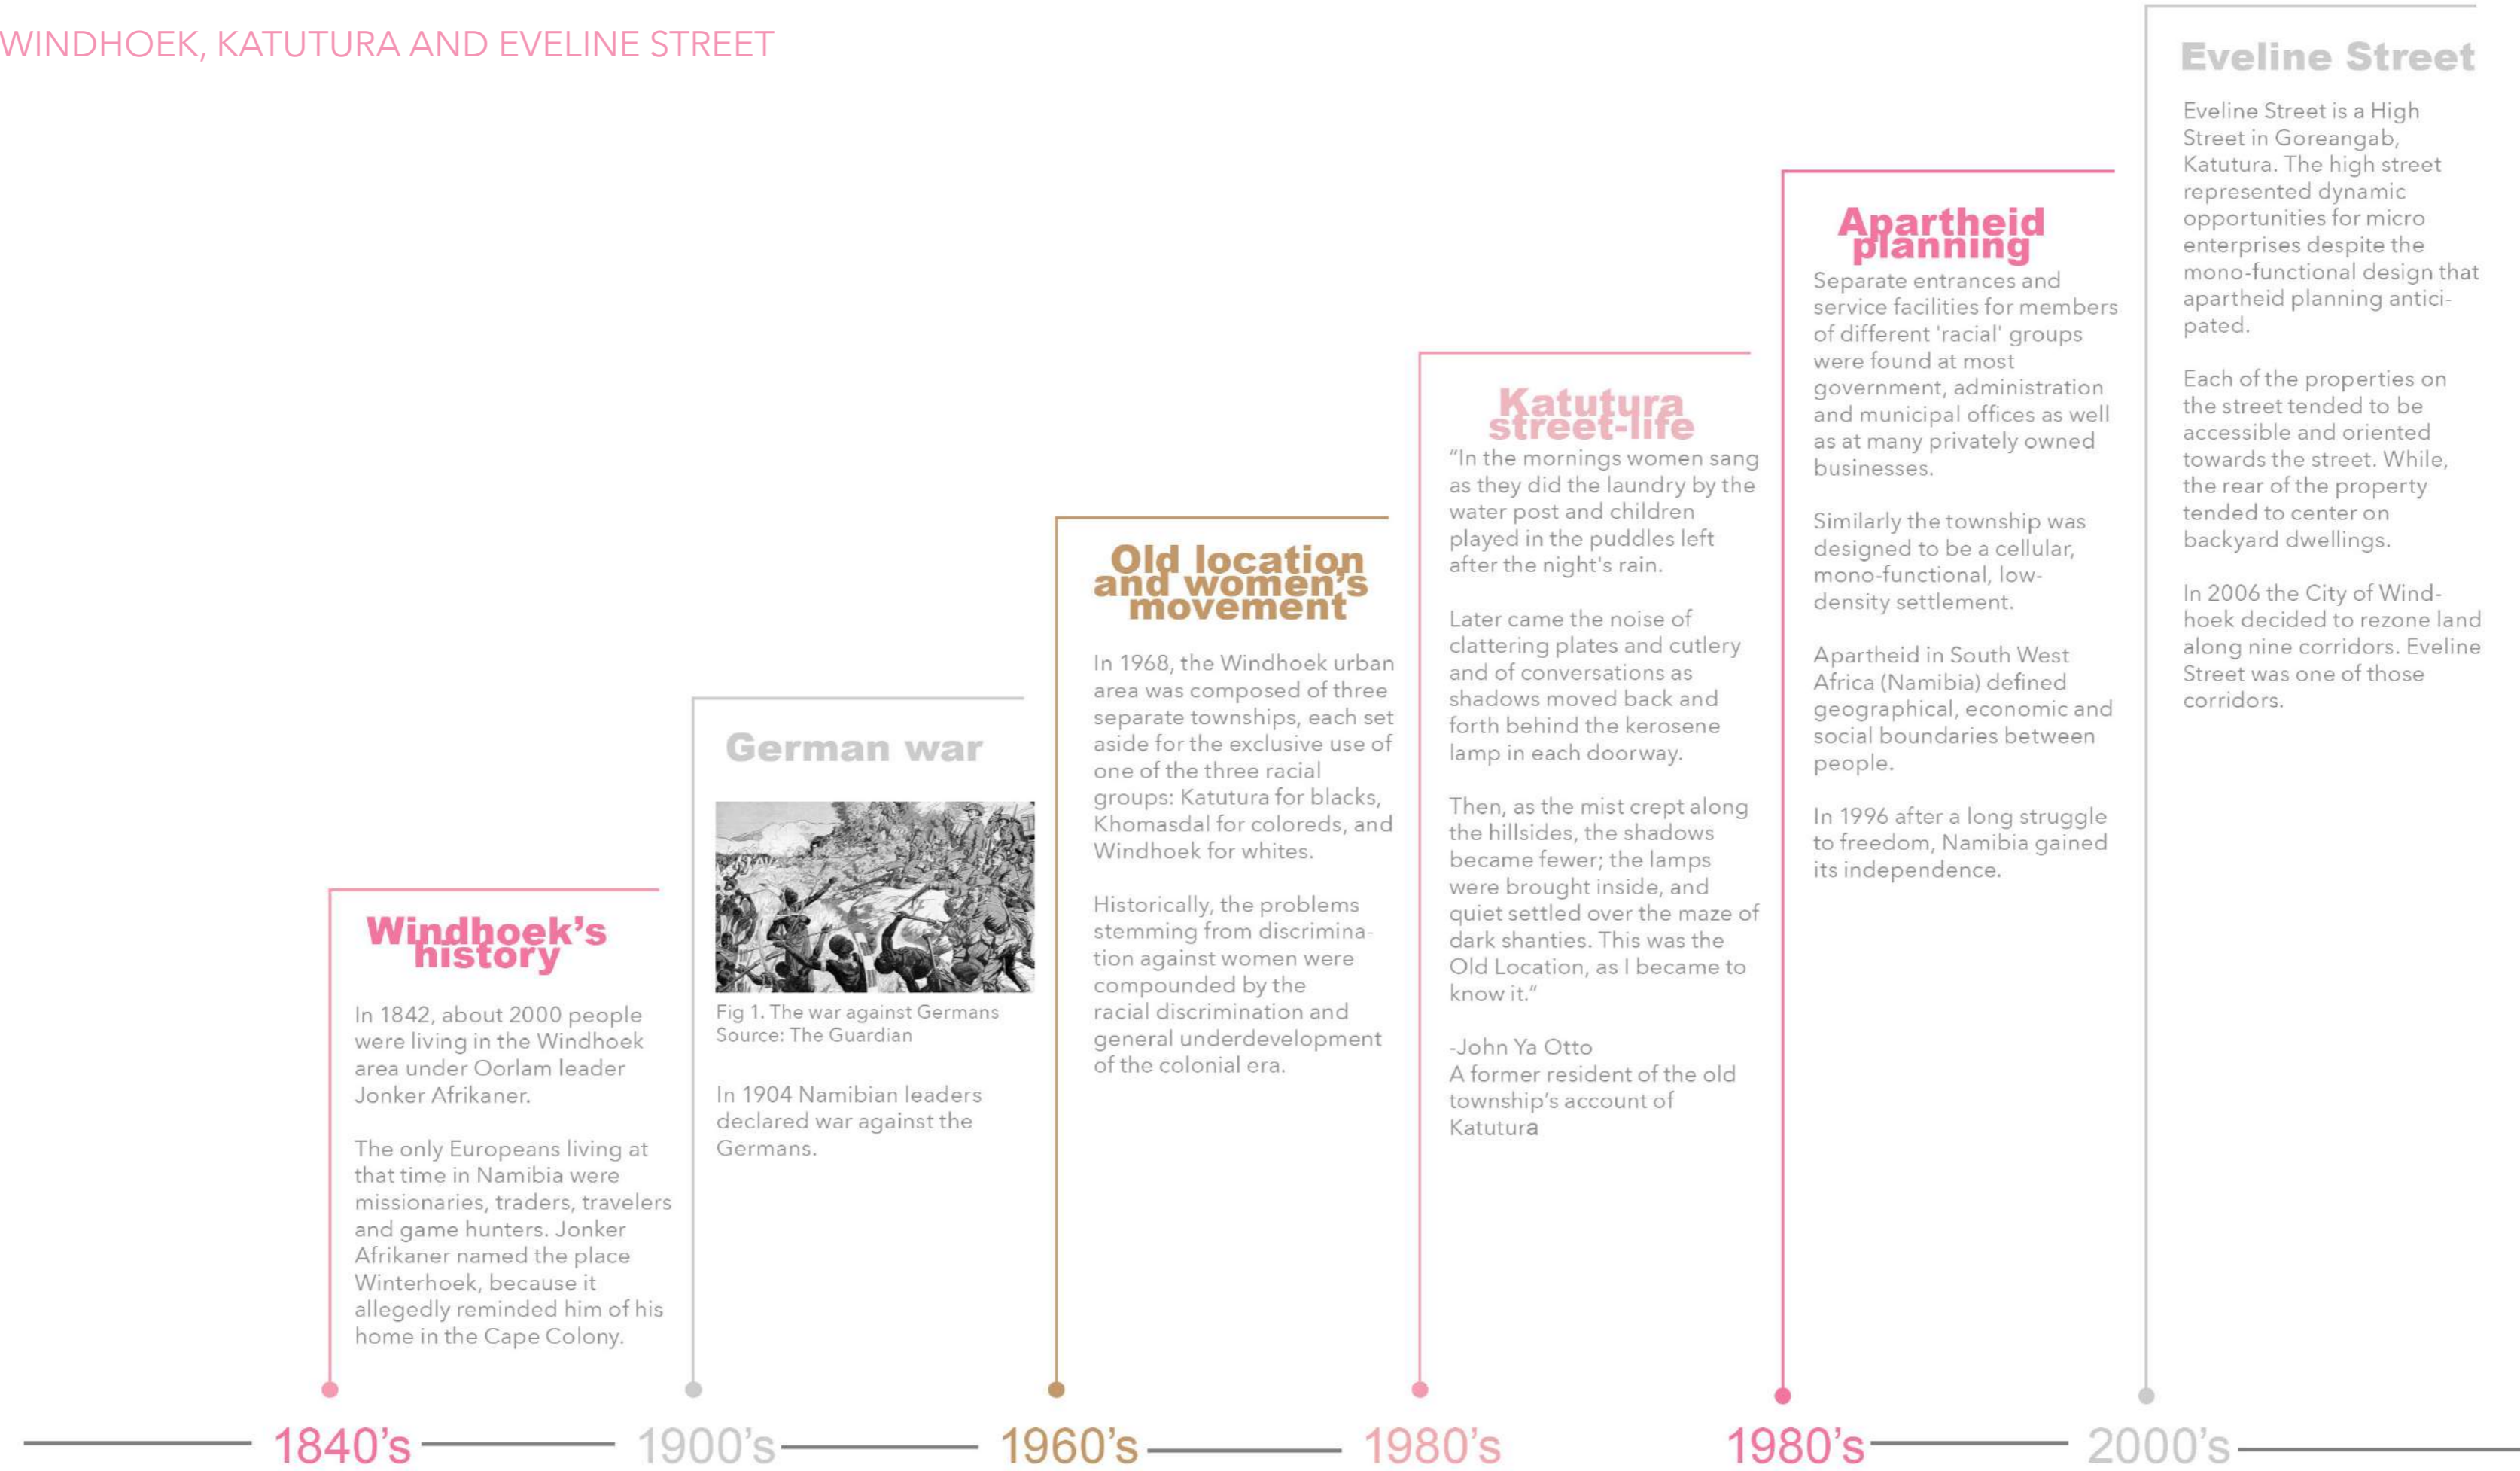 WINDHOEK, KATUTURA AND EVELINE STREET
Windhoek’s
history
In 1842, about 2000 people
were living in the Windhoek
area under Oorlam leader
Jonker Afrikaner.
The only Europeans living at
that time in Namibia were
missionaries, traders, travelers
and game hunters. Jonker
Afrikaner named the place
Winterhoek, because it
allegedly reminded him of his
home in the Cape Colony.
1840’s
German war
Fig 1. The war against Germans
Source: The Guardian
In 1904 Namibian leaders
declared war against the
Germans.
1900’s
Old location
and women’s
movement
In 1968, the Windhoek urban
area was composed of three
separate townships, each set
aside for the exclusive use of
one of the three racial
groups: Katutura for blacks,
Khomasdal for coloreds, and
Windhoek for whites.
Historically, the problems
stemming from discrimina-
tion against women were
compounded by the
racial discrimination and
general underdevelopment
of the colonial era.
1960’s
Katutura
street-life
“In the mornings women sang
as they did the laundry by the
water post and children
played in the puddles left
after the night's rain.
Later came the noise of
clattering plates and cutlery
and of conversations as
shadows moved back and
forth behind the kerosene
lamp in each doorway.
Then, as the mist crept along
the hillsides, the shadows
became fewer; the lamps
were brought inside, and
quiet settled over the maze of
dark shanties. This was the
Old Location, as I became to
know it.“
-John Ya Otto
A former resident of the old
township’s account of
Katutura
1980’s
Apartheid
planning
Separate entrances and
service facilities for members
of different 'racial' groups
were found at most
government, administration
and municipal offices as well
as at many privately owned
businesses.
Similarly the township was
designed to be a cellular,
mono-functional, low-
density settlement.
Apartheid in South West
Africa (Namibia) defined
geographical, economic and
social boundaries between
people.
In 1996 after a long struggle
to freedom, Namibia gained
its independence.
1980’s
Eveline Street
Eveline Street is a High
Street in Goreangab,
Katutura. The high street
represented dynamic
opportunities for micro
enterprises despite the
mono-functional design that
apartheid planning antici-
pated.
Each of the properties on
the street tended to be
accessible and oriented
towards the street. While,
the rear of the property
tended to center on
backyard dwellings.
In 2006 the City of Wind-
hoek decided to rezone land
along nine corridors. Eveline
Street was one of those
corridors.
2000’s